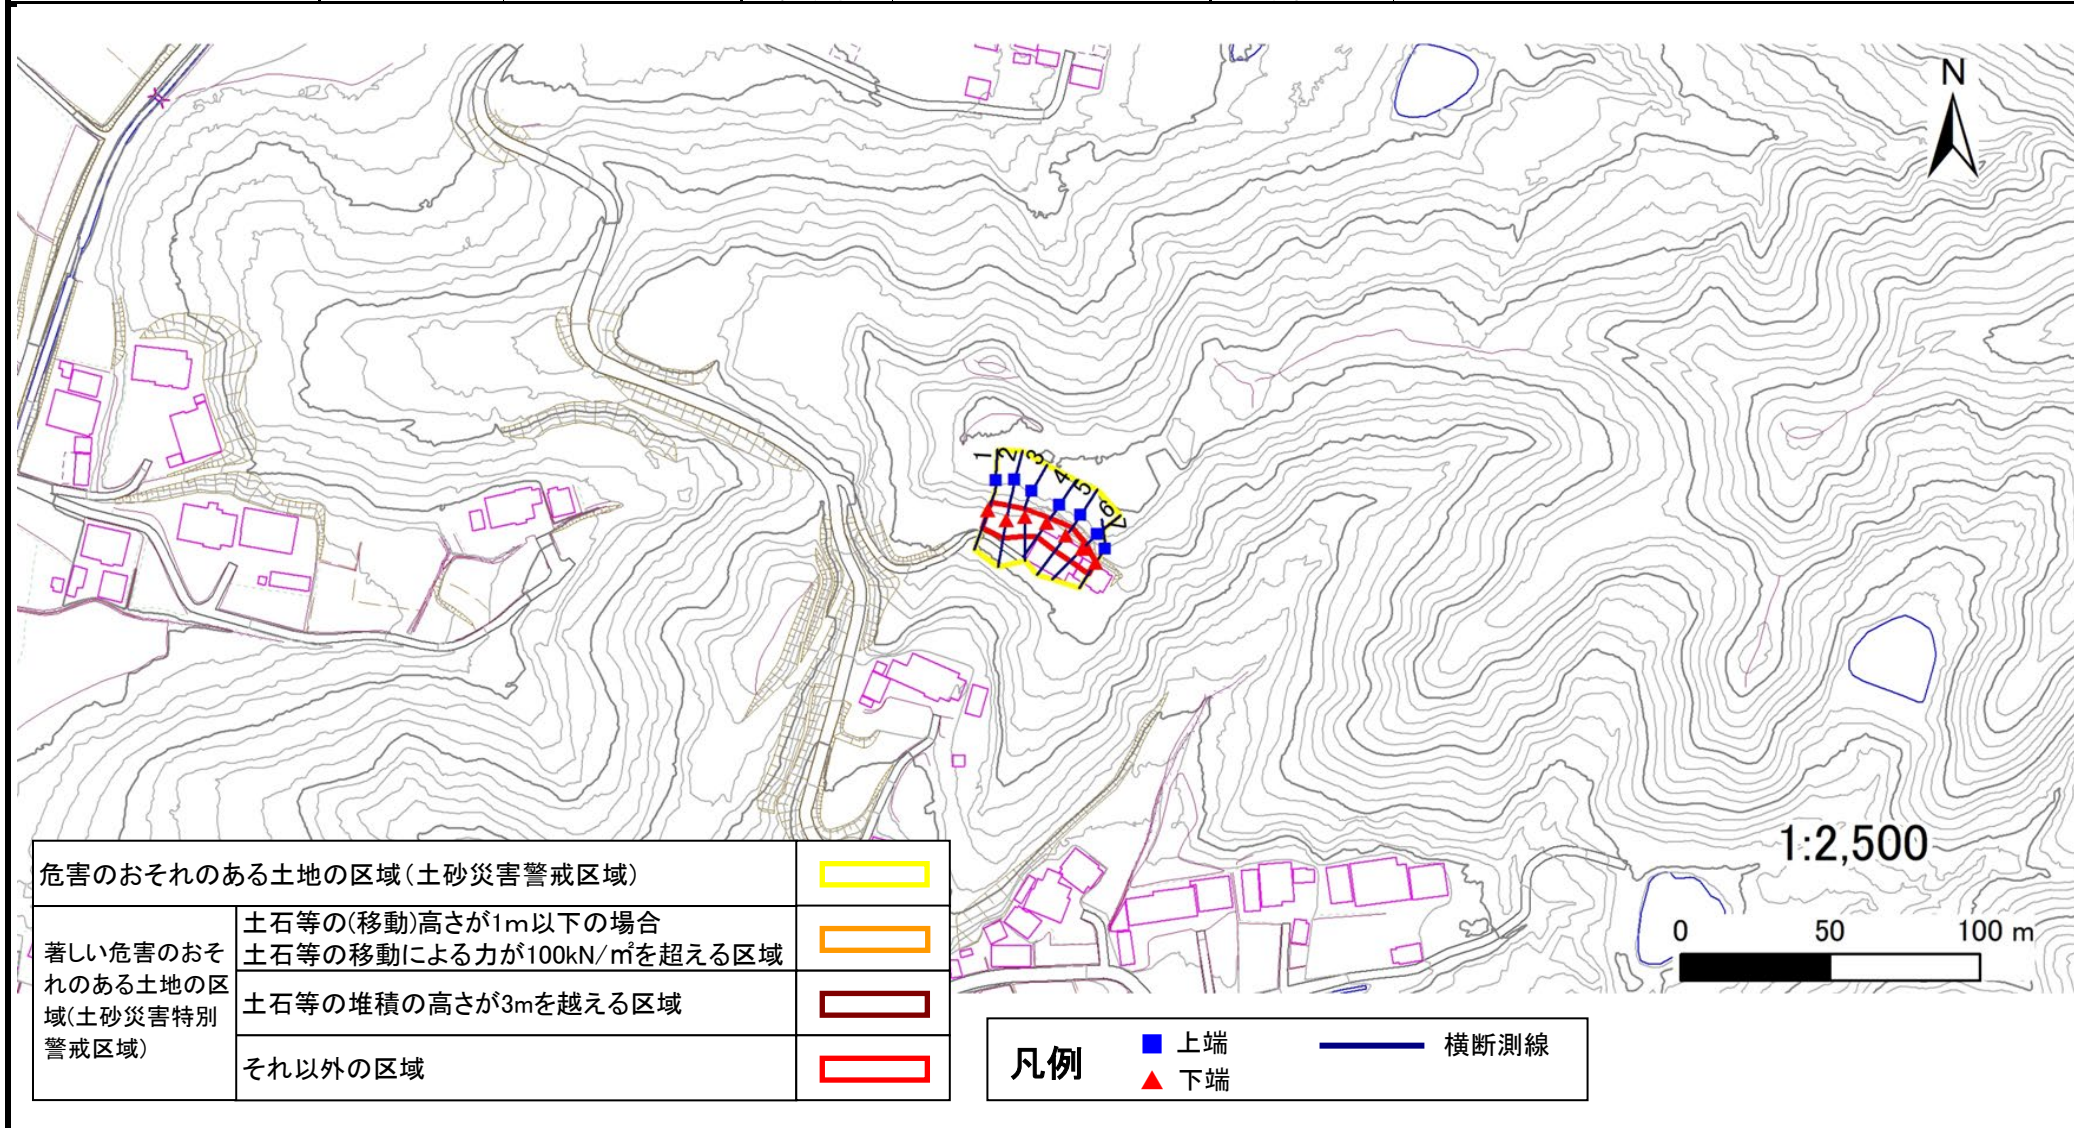 N
1
2
3
4
5
6
7
1:2,500
0 50 100 m
危害のおそれのある土地の区域(土砂災害警戒区域)
著しい危害のおそ
れのある土地の区
域(土砂災害特別
警戒区域)
土石等の(移動)高さが1m以下の場合
土石等の移動による力が100kN/㎡を超える区域
土石等の堆積の高さが3mを越える区域
それ以外の区域
凡例
上端
下端
横断測線